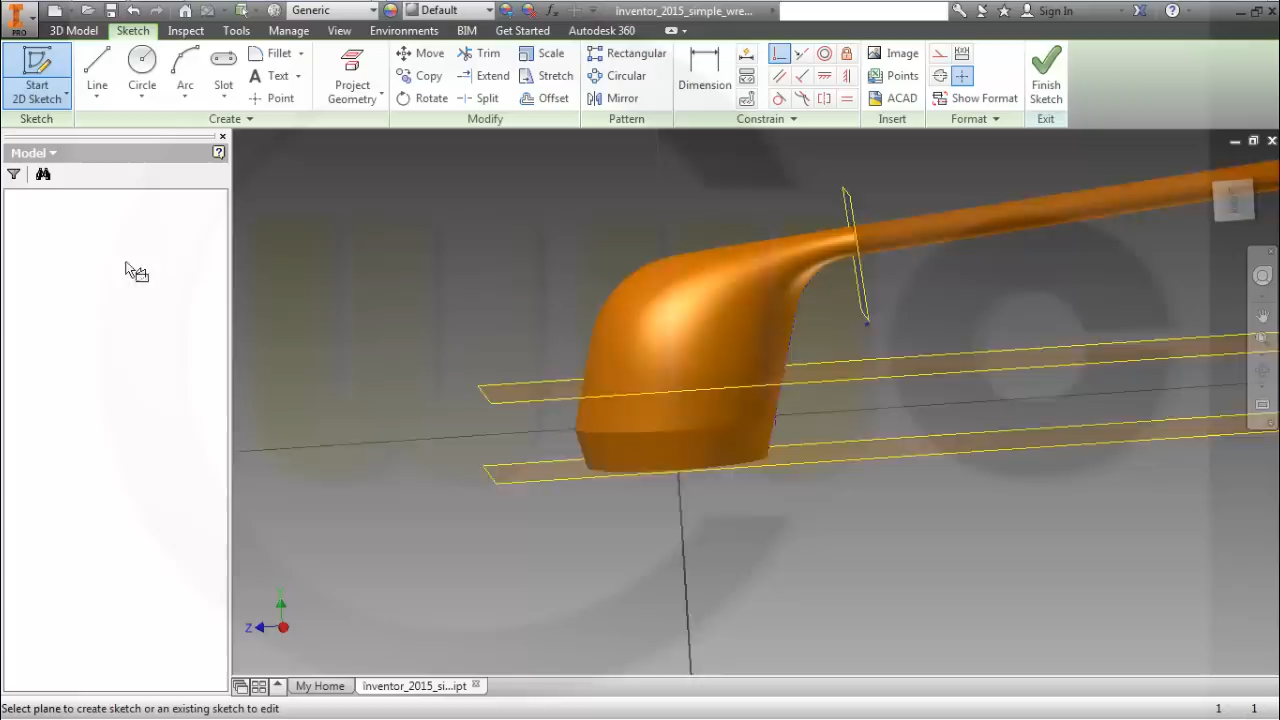 Generic
Default
inventor_2015_simple_wre...
Sign In
PRO
3D Model
Sketch
Inspect
Tools
Manage
View
Environments
BIM
Get Started
Autodesk 360
Start
2D Sketch
Line
Circle
Arc
Slot
Fillet
Text
Point
Project
Geometry
Move
Copy
Rotate
Trim
Extend
Split
Scale
Stretch
Offset
Rectangular
Circular
Mirror
Dimension
Image
Points
ACAD
Show Format
Finish
Sketch
Sketch
Create
Modify
Pattern
Constrain
Insert
Format
Exit
Model
Z
My Home
inventor_2015_si...ipt
Select plane to create sketch or an existing sketch to edit
1 1